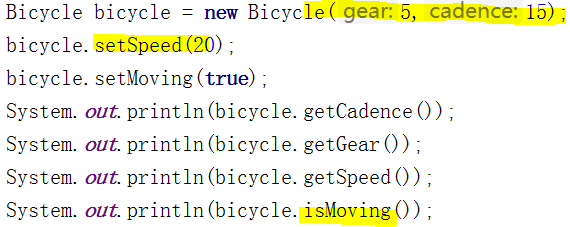 Bicycle bicycle = new Bicycle( gear: 5, cadence: 15);
bicycle.setSpeed(20);
bicycle.setMoving(true);
System.out.println(bicycle.getCadence());
System.out.println(bicycle.getGear());
System.out.println(bicycle.getSpeed());
System.out.println(bicycle.isMoving());